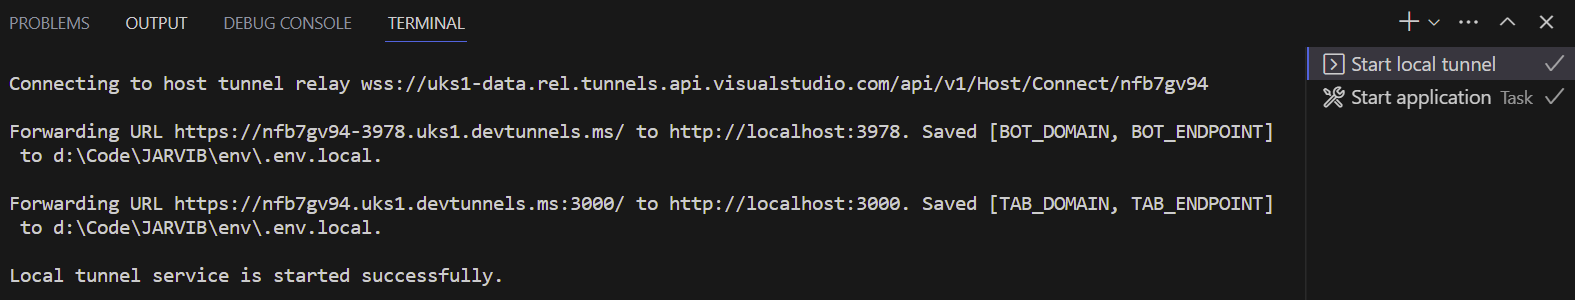 PROBLEMS OUTPUT DEBUG CONSOLE TERMINAL
Connecting to host tunnel relay wss://uks1-data.rel.tunnels.api.visualstudio.com/api/v1/Host/Connect/nfb7gv94
Forwarding URL https://nfb7gv94-3978.uks1.devtunnels.ms/ to http://localhost:3978. Saved [BOT_DOMAIN, BOT_ENDPOINT]
to d:\Code\JARVIB\env\.env.local.
Forwarding URL https://nfb7gv94.uks1.devtunnels.ms:3000/ to http://localhost:3000. Saved [TAB_DOMAIN, TAB_ENDPOINT]
to d:\Code\JARVIB\env\.env.local.
Local tunnel service is started successfully.
Start local tunnel
Start application Task